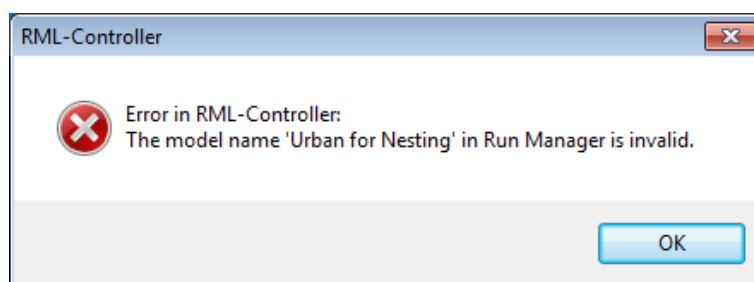 RML-Controller
Error in RML-Controller:
The model name 'Urban for Nesting' in Run Manager is invalid.
OK